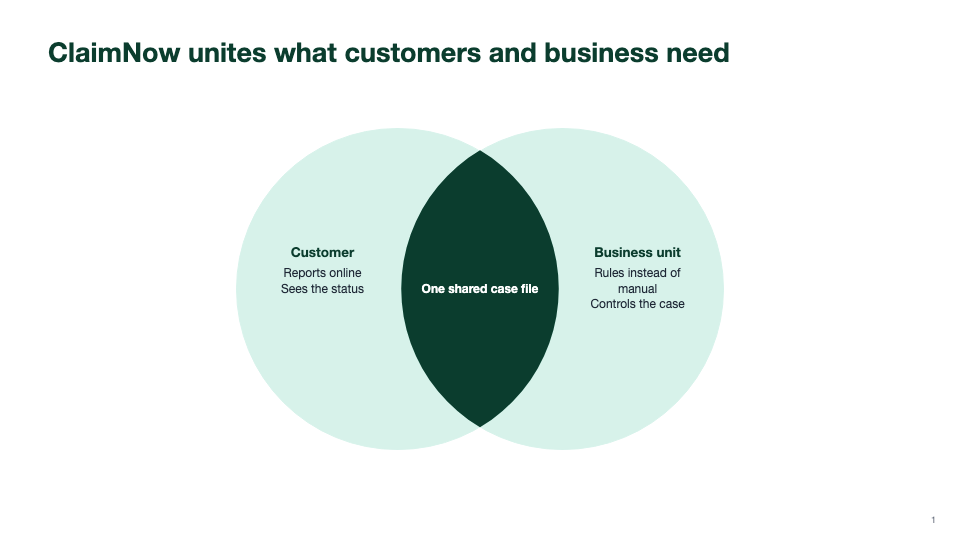 ClaimNow unites what customers and business need
Customer
Reports online
Sees the status
One shared case file
Business unit
Rules instead of
manual
Controls the case
1